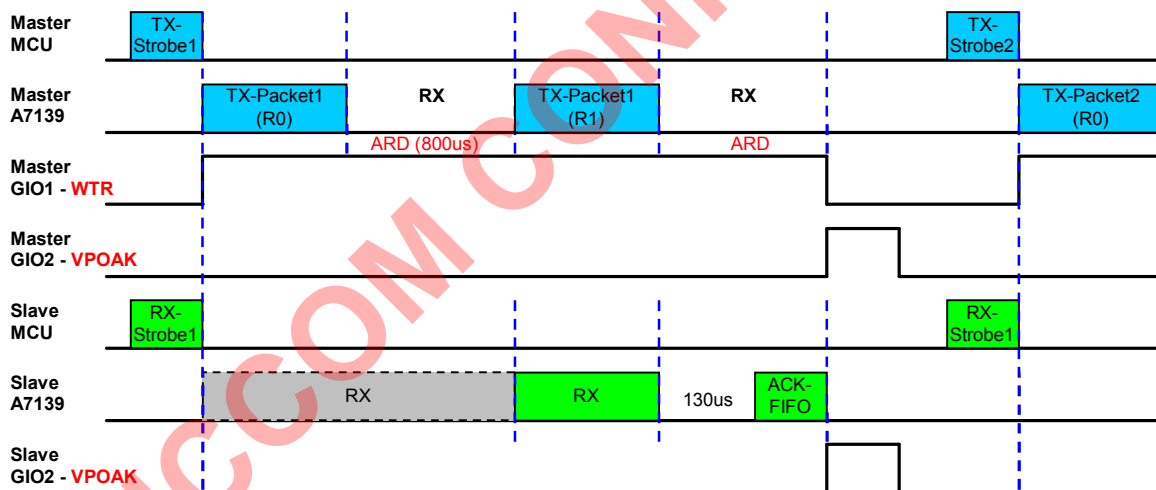 Master
MCU
TX-
Strobe1
TX-
Strobe2
Master
A7139
TX-Packet1
(R0)
RX
TX-Packet1
(R1)
RX
TX-Packet2
(R0)
ARD (800us)
ARD
Master
GIO1 - WTR
Master
GIO2 - VPOAK
Slave
MCU
RX-
Strobe1
RX-
Strobe1
Slave
A7139
RX
RX
130us
ACK-
FIFO
Slave
GIO2 - VPOAK